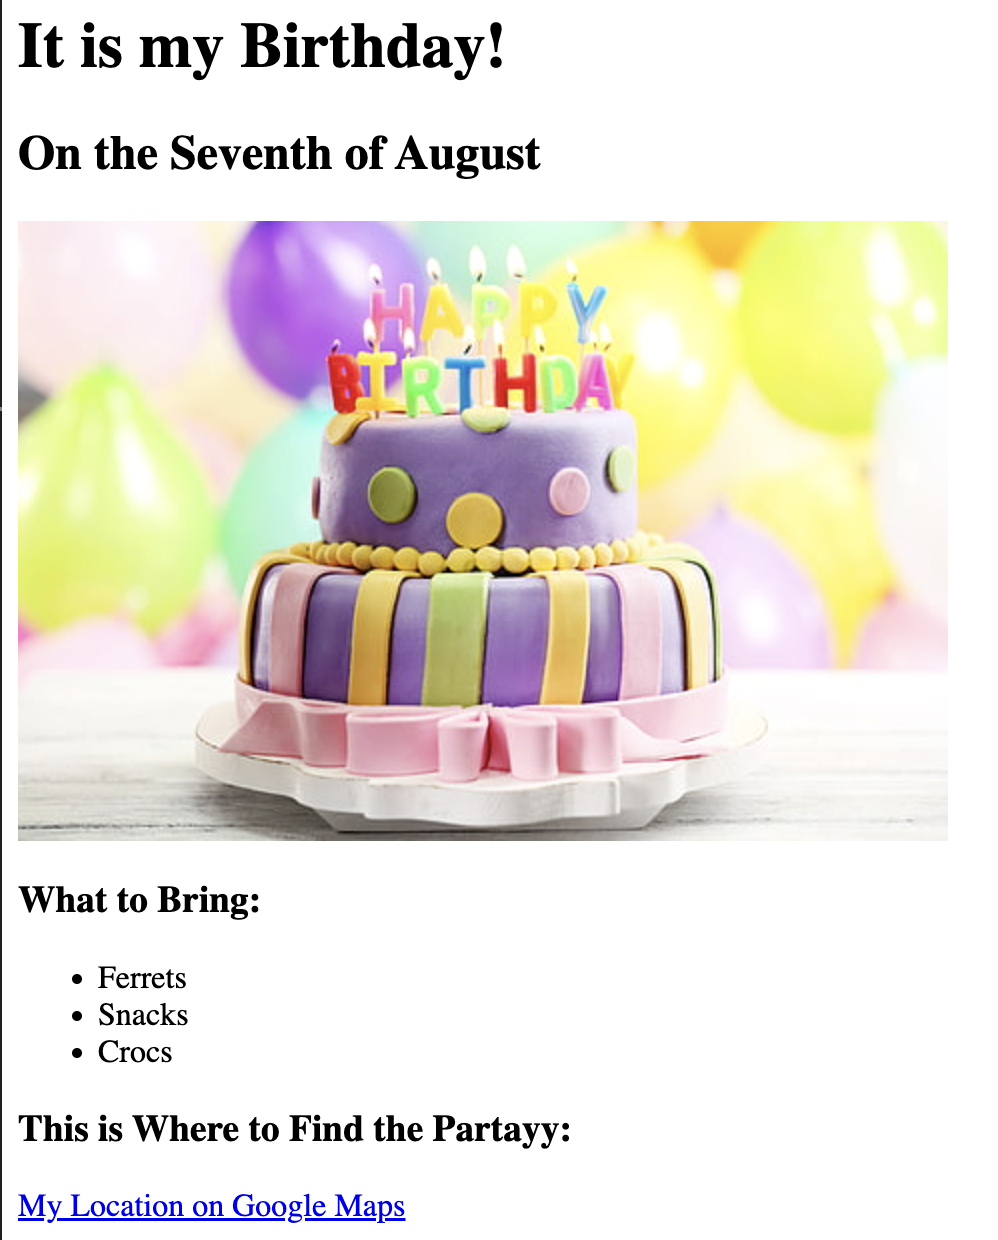 It is my Birthday!
On the Seventh of August
HAPPY
BIRTHDAY
What to Bring:
Ferrets
Snacks
Crocs
This is Where to Find the Partayy:
My Location on Google Maps